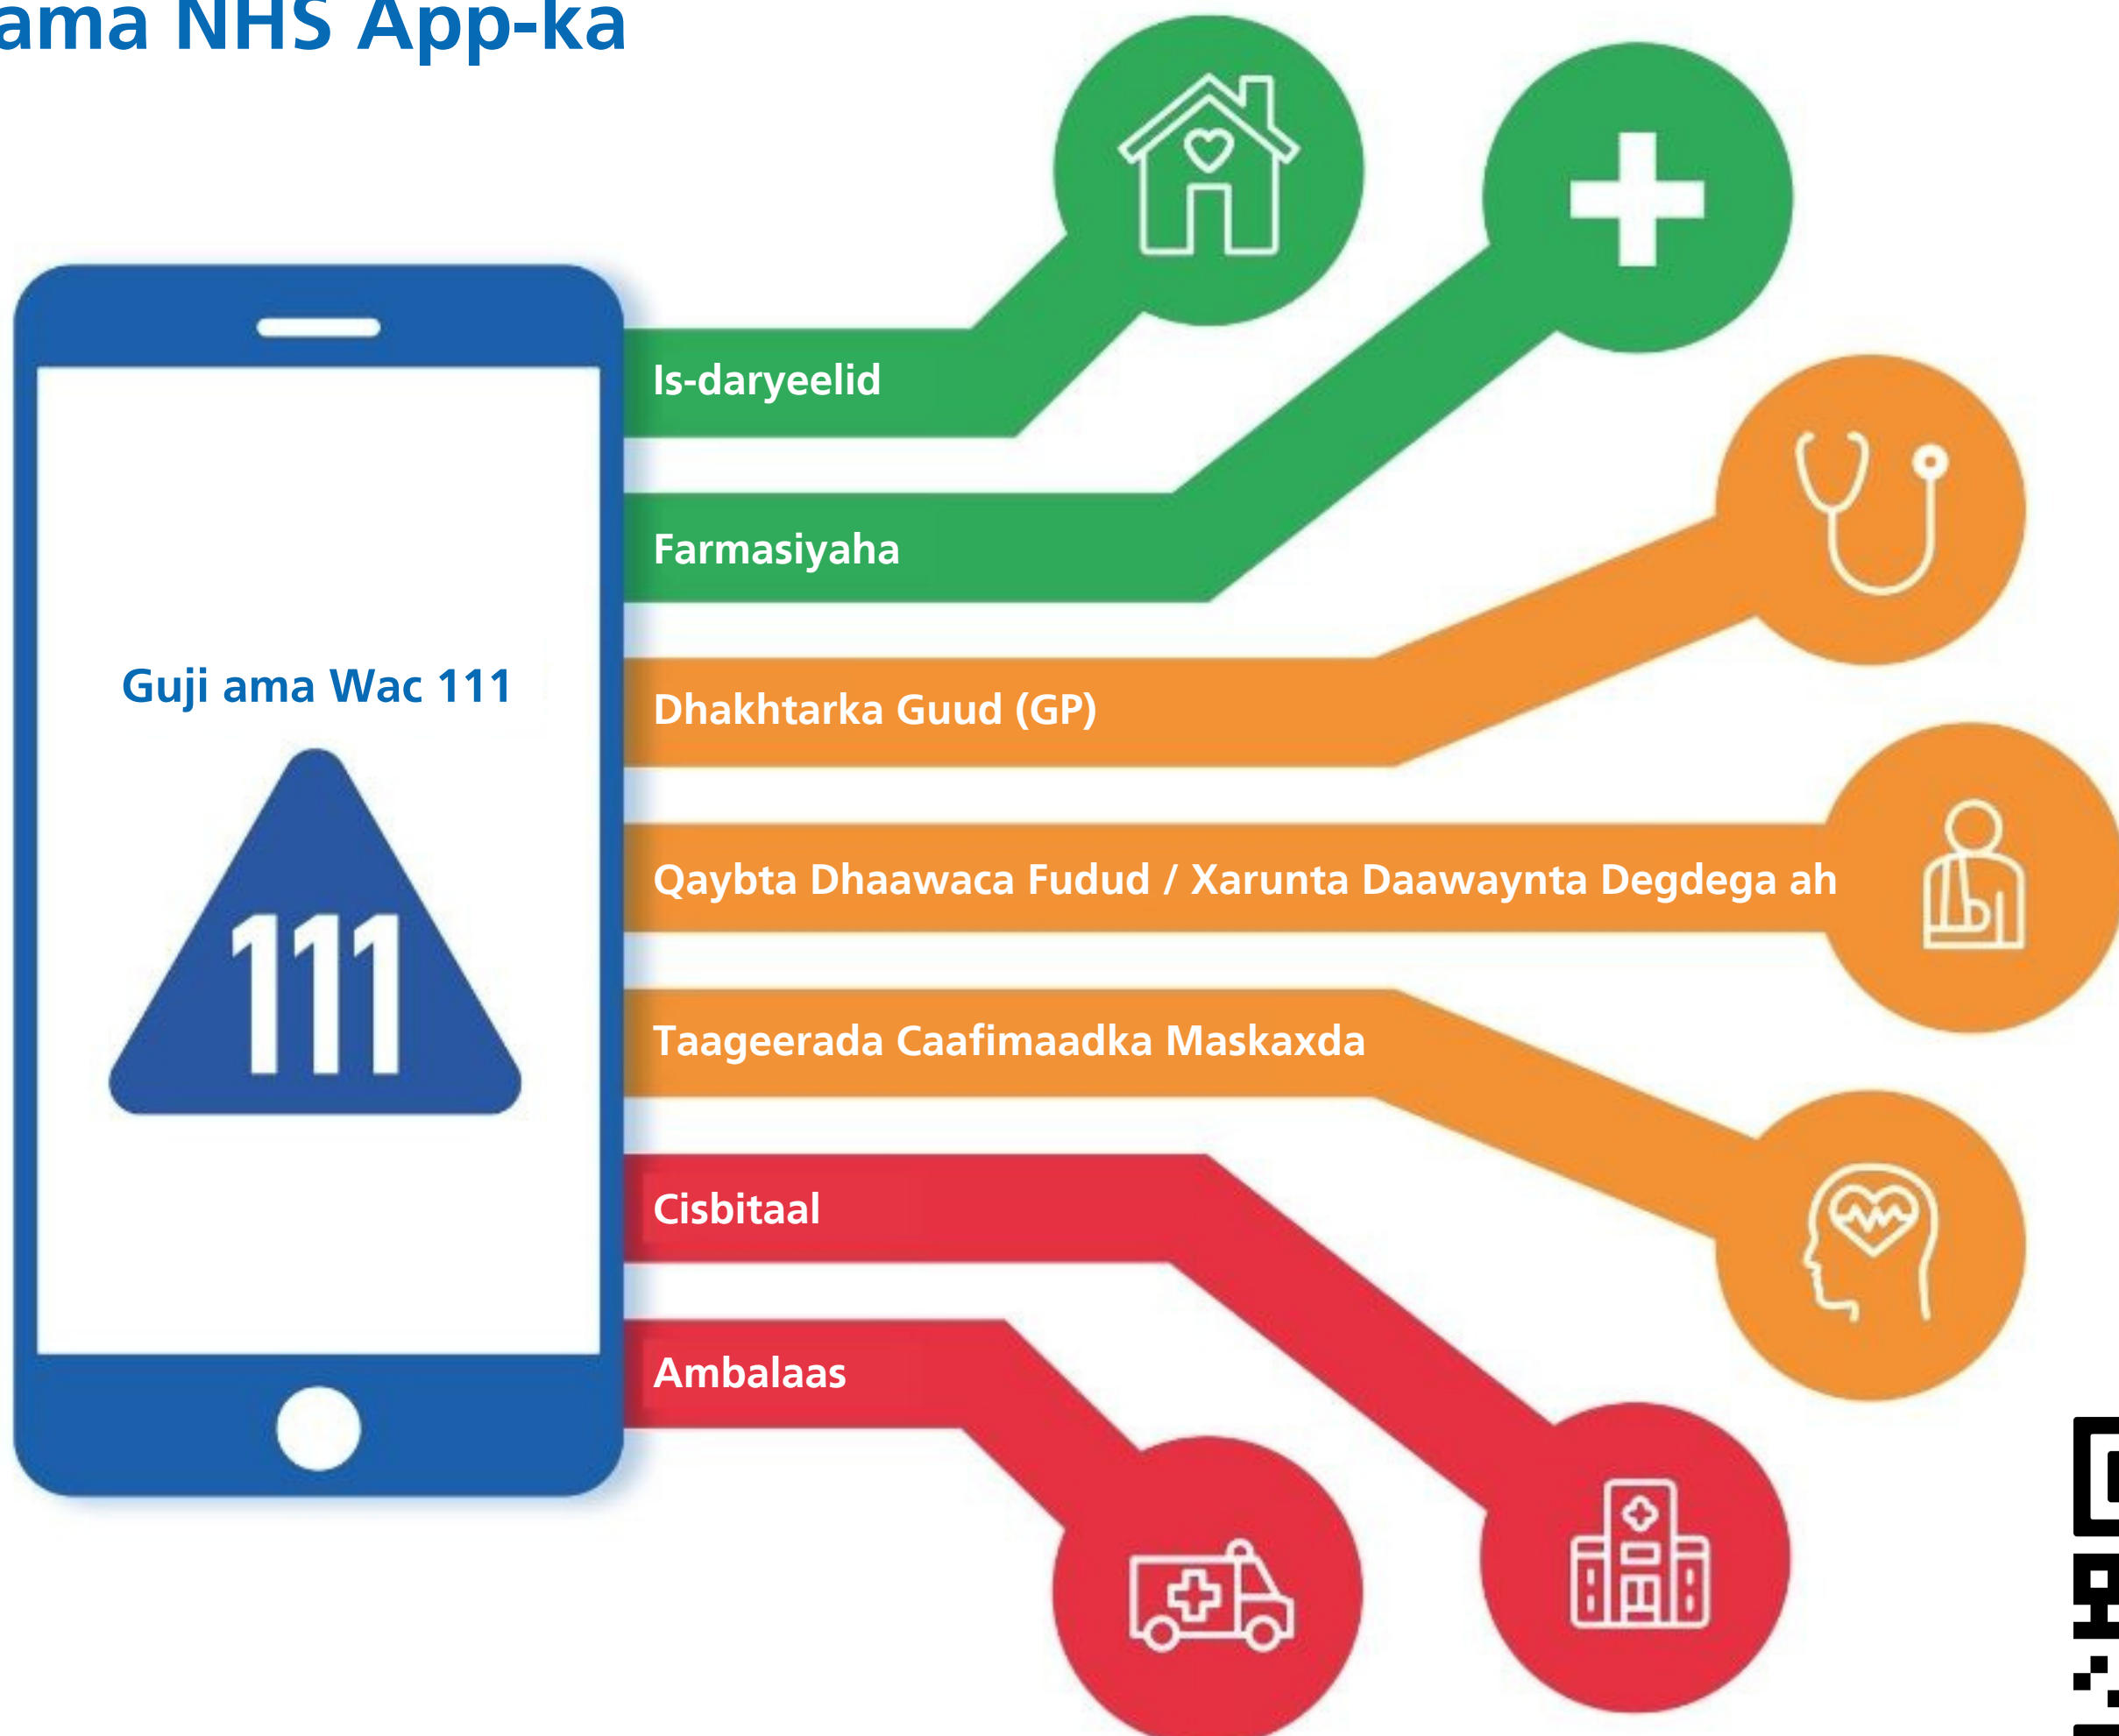 ama NHS App-ka
Is-daryeelid
Farmasiyaha
Guji ama Wac 111
111
Dhakhtarka Guud (GP)
Qaybta Dhaawaca Fudud / Xarunta Daawaynta Degdega ah
Taageerada Caafimaadka Maskaxda
Cisbitaal
Ambalaas